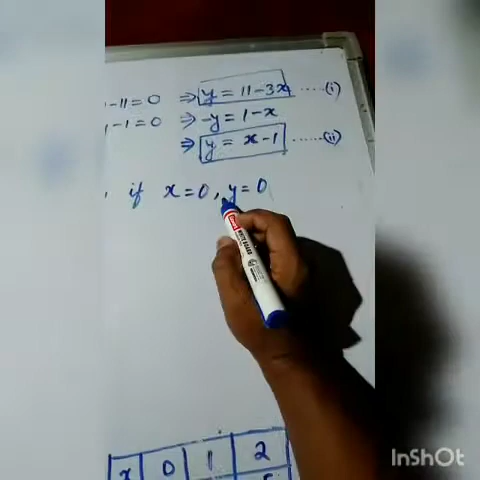 -11=0 ⇒ y = 11-3x ......(i)
-1=0 ⇒ -y = 1-x
⇒ y = x-1 ......(ii)
, if x=0, y=0
x 0 1 2
InShOt